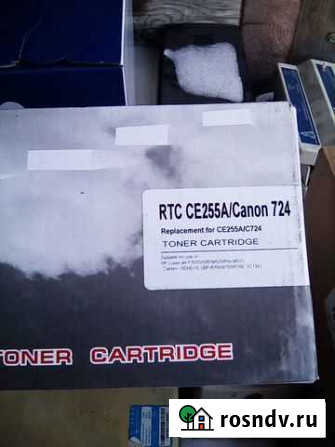 RTC CE255A/Canon 724
Replacement for CE255A/C724
TONER CARTRIDGE
TONER CARTRIDGE
rosndv.ru